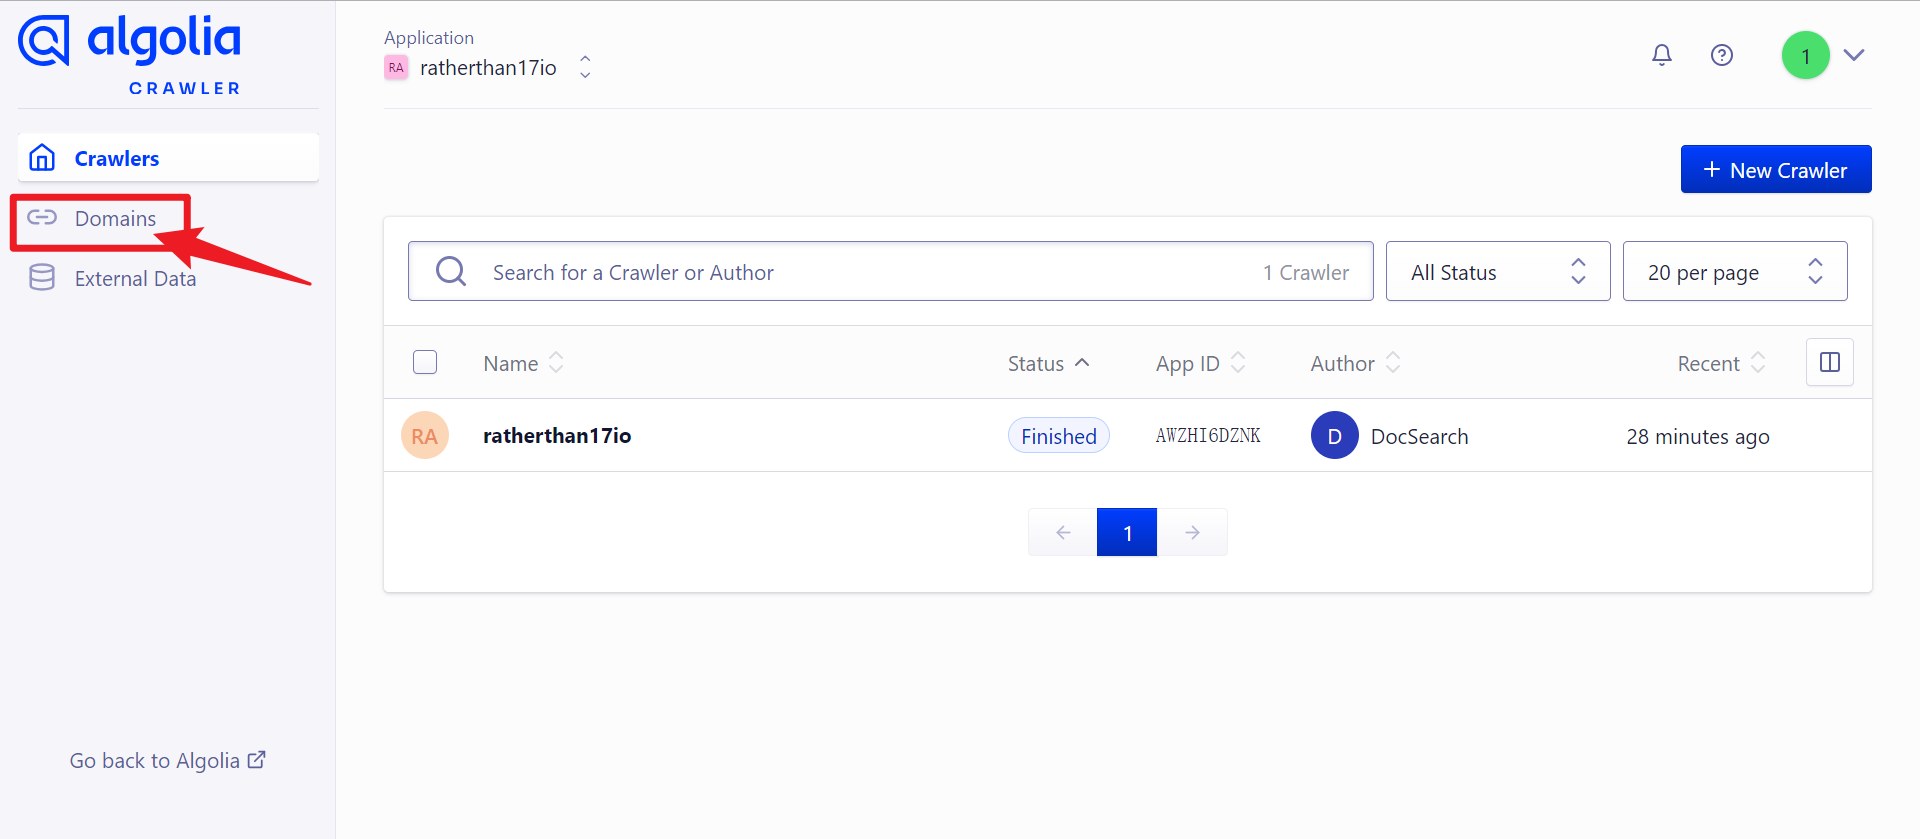 algolia
CRAWLER
Crawlers
Domains
External Data
Go back to Algolia
Application
RA ratherthan17io
1
+ New Crawler
Search for a Crawler or Author 1 Crawler
All Status
20 per page
Name Status App ID Author Recent
RA ratherthan17io Finished AWZHI6DZNK D DocSearch 28 minutes ago
1